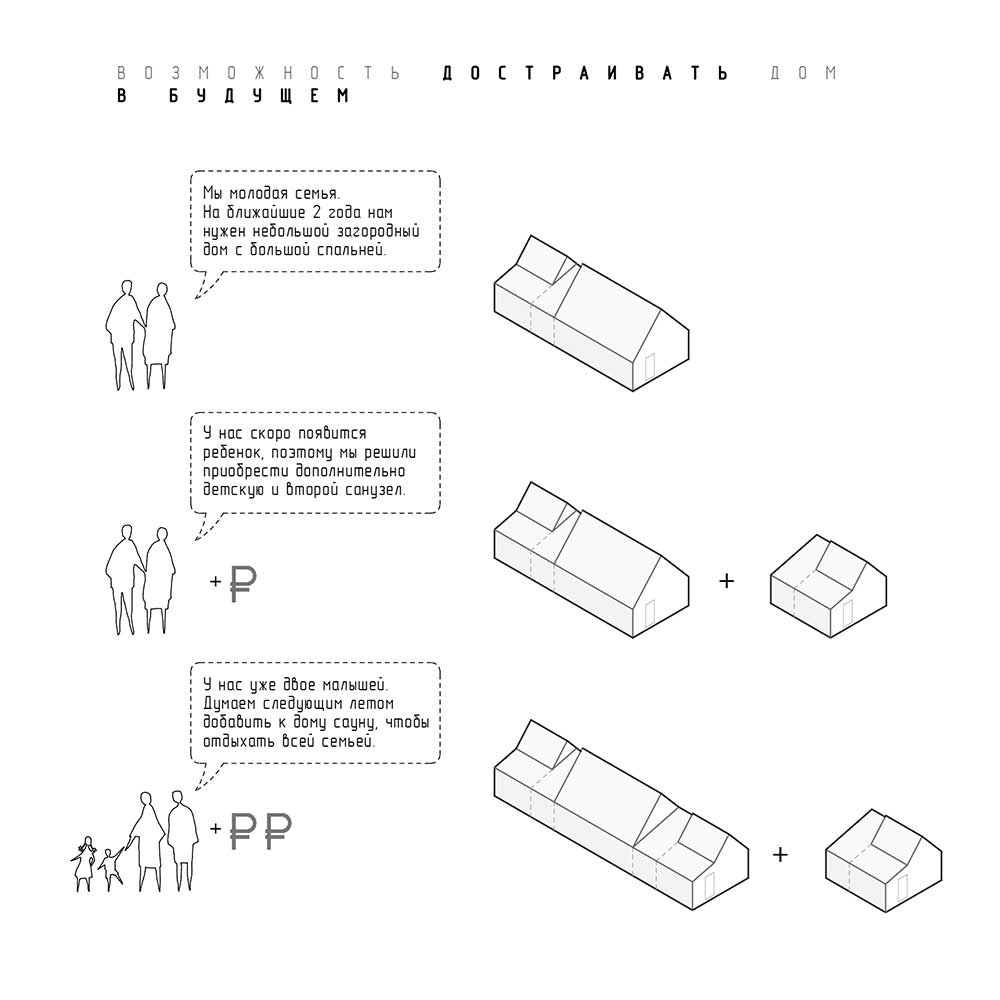 ВОЗМОЖНОСТЬ ДОСТРАИВАТЬ ДОМ
В БУДУЩЕМ
Мы молодая семья.
На ближайшие 2 года нам
нужен небольшой загородный
дом с большой спальней.
У нас скоро появится
ребенок, поэтому мы решили
приобрести дополнительно
детскую и второй санузел.
+ ₽
+
У нас уже двое малышей.
Думаем следующим летом
добавить к дому сауну, чтобы
отдыхать всей семьей.
+ ₽ ₽
+